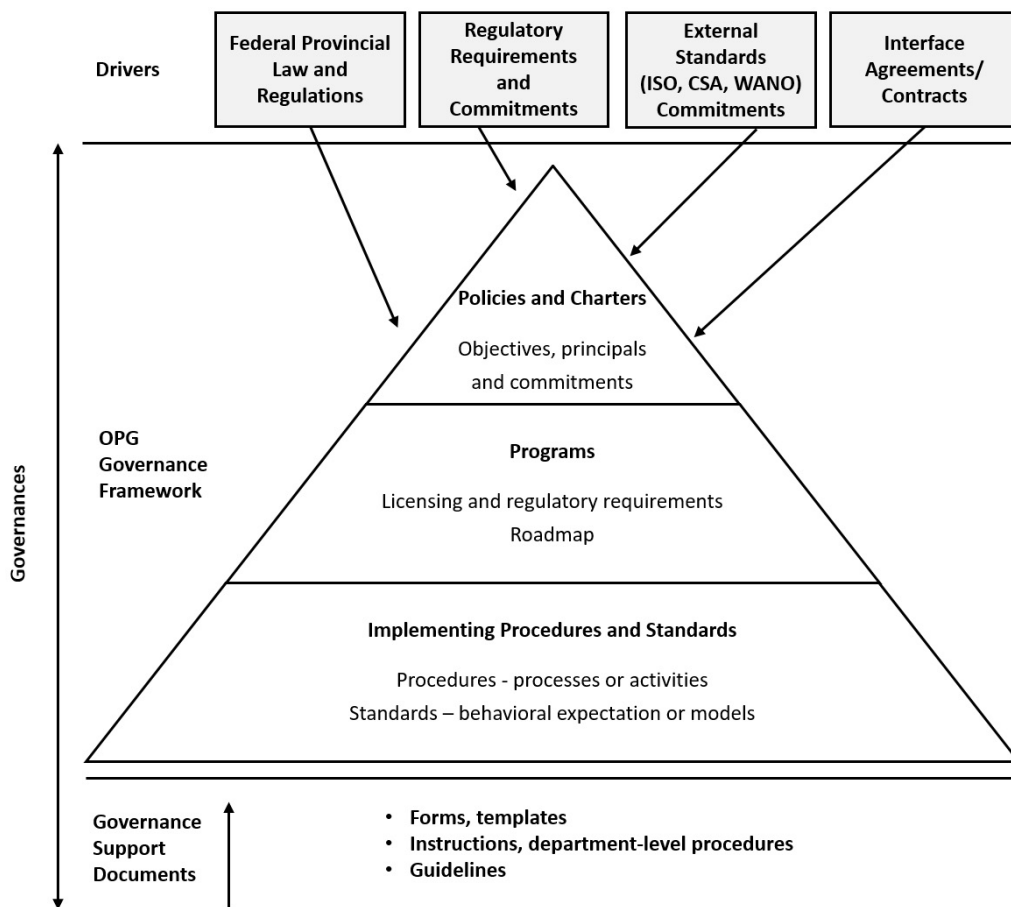 Drivers
Federal Provincial
Law and
Regulations
Regulatory
Requirements
and
Commitments
External
Standards
(ISO, CSA, WANO)
Commitments
Interface
Agreements/
Contracts
Governances
OPG
Governance
Framework
Policies and Charters
Objectives, principals
and commitments
Programs
Licensing and regulatory requirements
Roadmap
Implementing Procedures and Standards
Procedures - processes or activities
Standards – behavioral expectation or models
Governance
Support
Documents
• Forms, templates
• Instructions, department-level procedures
• Guidelines